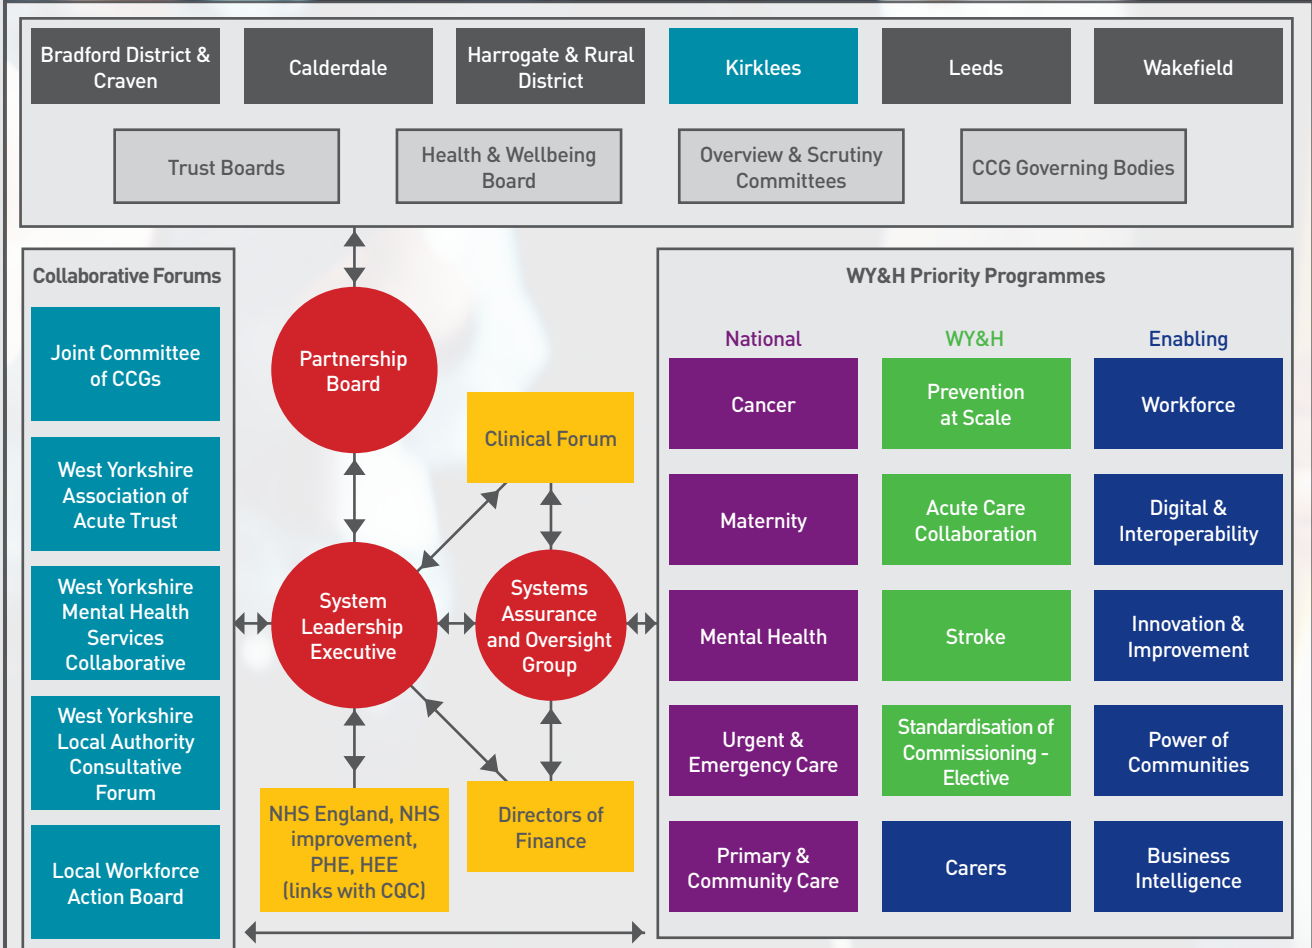 Bradford District &
Craven
Calderdale
Harrogate & Rural
District
Kirklees
Leeds
Wakefield
Trust Boards
Health & Wellbeing
Board
Overview & Scrutiny
Committees
CCG Governing Bodies
Collaborative Forums
Joint Committee
of CCGs
West Yorkshire
Association of
Acute Trust
West Yorkshire
Mental Health
Services
Collaborative
West Yorkshire
Local Authority
Consultative
Forum
Local Workforce
Action Board
Partnership
Board
Clinical Forum
System
Leadership
Executive
Systems
Assurance
and Oversight
Group
NHS England, NHS
improvement,
PHE, HEE
(links with CQC)
Directors of
Finance
WY&H Priority Programmes
National
WY&H
Enabling
Cancer
Prevention
at Scale
Workforce
Maternity
Acute Care
Collaboration
Digital &
Interoperability
Mental Health
Stroke
Innovation &
Improvement
Urgent &
Emergency Care
Standardisation of
Commissioning -
Elective
Power of
Communities
Primary &
Community Care
Carers
Business
Intelligence